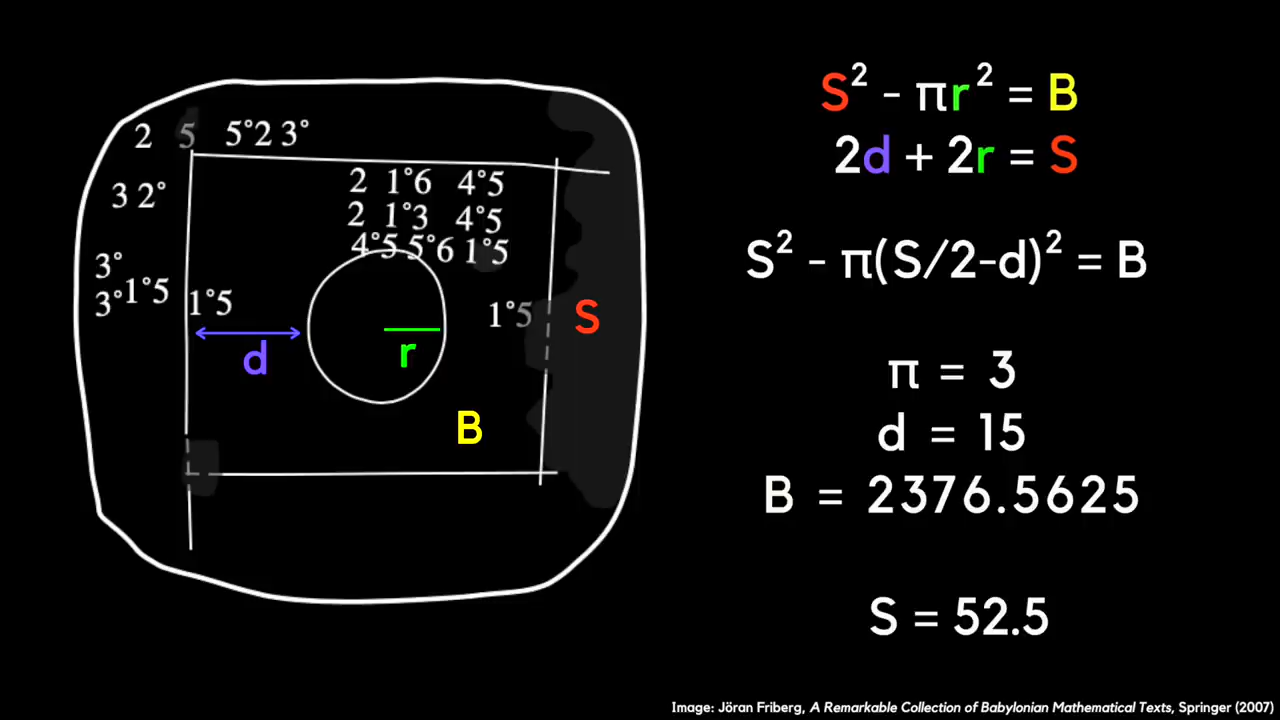 2 5 5°2 3°
3 2°
3°
3°1°5
2 1°6 4°5
2 1°3 4°5
4°5 5°6 1°5
1°5
1°5
d
r
B
S
S² - πr² = B
2d + 2r = S
S² - π(S/2-d)² = B
π = 3
d = 15
B = 2376.5625
S = 52.5
Image: Jöran Friberg, A Remarkable Collection of Babylonian Mathematical Texts, Springer (2007)